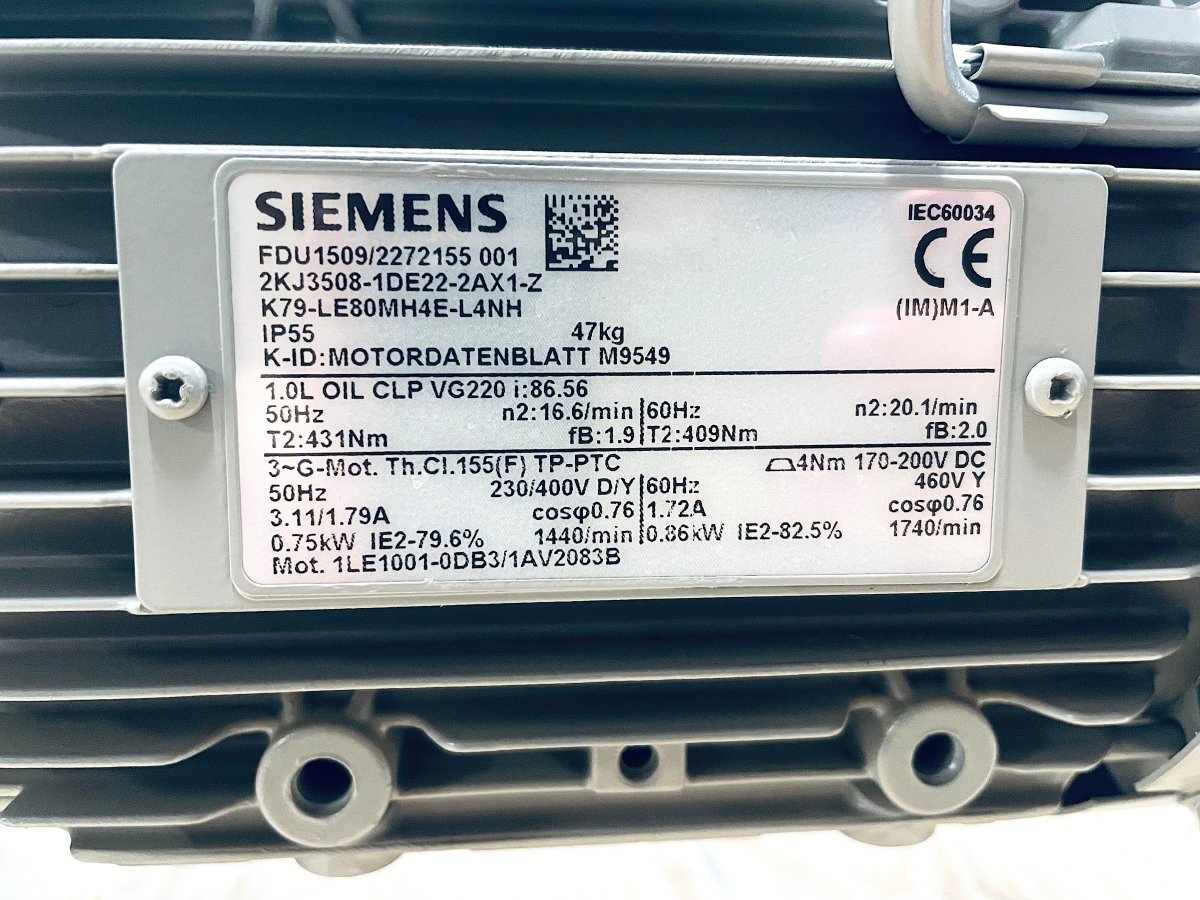 SIEMENS
FDU1509/2272155 001
2KJ3508-1DE22-2AX1-Z
K79-LE80MH4E-L4NH
IP55 47kg
K-ID:MOTORDATENBLATT M9549
IEC60034
CE
(IM)M1-A
1.0L OIL CLP VG220 i:86.56
50Hz n2:16.6/min 60Hz n2:20.1/min
T2:431Nm fB:1.9 T2:409Nm fB:2.0
3~G-Mot. Th.Cl.155(F) TP-PTC 4Nm 170-200V DC
50Hz 230/400V D/Y 60Hz 460V Y
3.11/1.79A cosφ0.76 1.72A cosφ0.76
0.75kW IE2-79.6% 1440/min 0.86kW IE2-82.5% 1740/min
Mot. 1LE1001-0DB3/1AV2083B